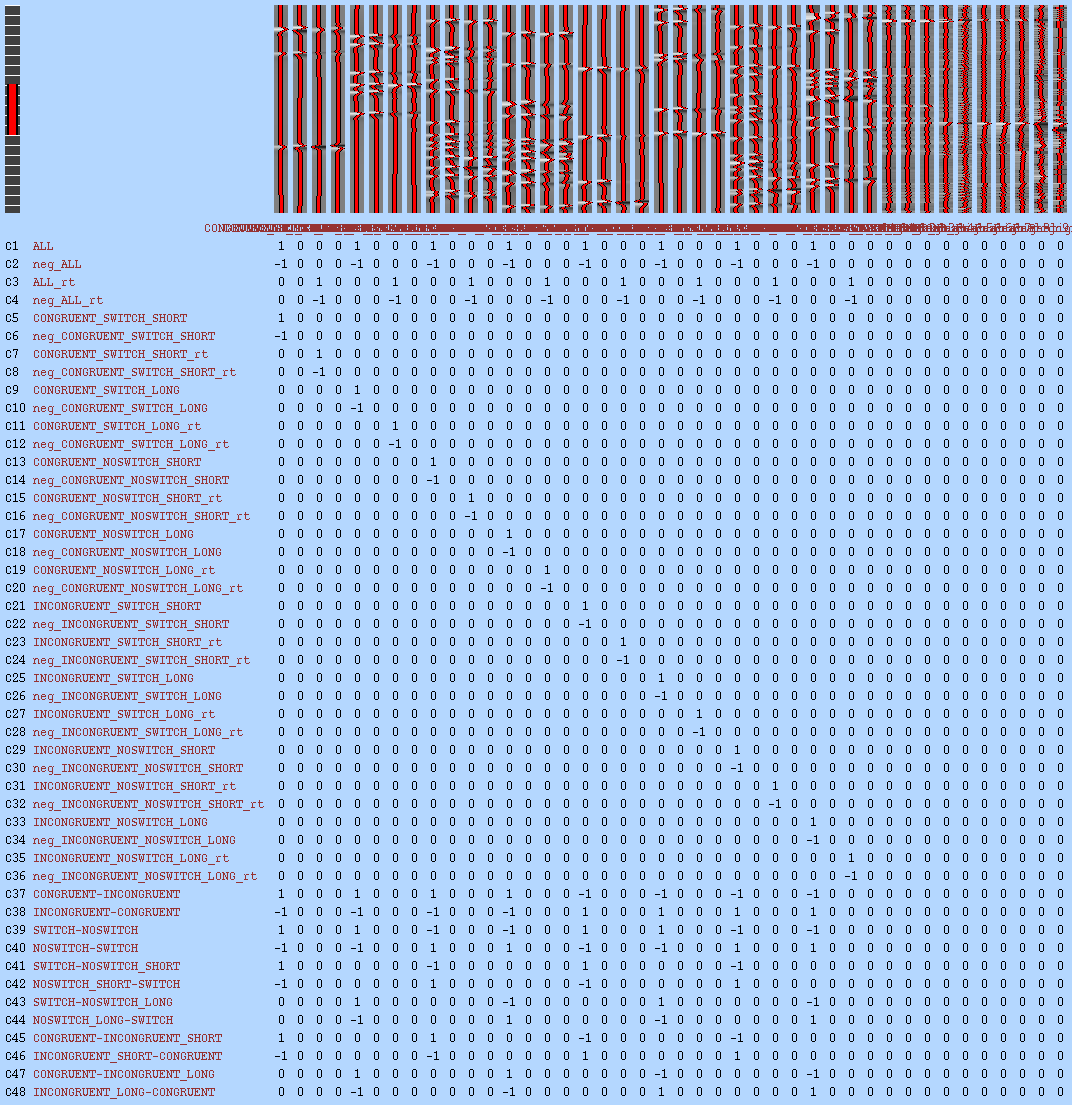 C1 ALL 1 0 0 0 1 0 0 0 1 0 0 0 1 0 0 0 1 0 0 0 1 0 0 0 1 0 0 0 1 0 0 0 0 0 0 0 0 0 0 0 0 0
C2 neg_ALL -1 0 0 0 -1 0 0 0 -1 0 0 0 -1 0 0 0 -1 0 0 0 -1 0 0 0 -1 0 0 0 -1 0 0 0 0 0 0 0 0 0 0 0 0 0
C3 ALL_rt 0 0 1 0 0 0 1 0 0 0 1 0 0 0 1 0 0 0 1 0 0 0 1 0 0 0 1 0 0 0 1 0 0 0 0 0 0 0 0 0 0 0
C4 neg_ALL_rt 0 0 -1 0 0 0 -1 0 0 0 -1 0 0 0 -1 0 0 0 -1 0 0 0 -1 0 0 0 -1 0 0 0 -1 0 0 0 0 0 0 0 0 0 0 0
C5 CONGRUENT_SWITCH_SHORT 1 0 0 0 0 0 0 0 0 0 0 0 0 0 0 0 0 0 0 0 0 0 0 0 0 0 0 0 0 0 0 0 0 0 0 0 0 0 0 0 0 0
C6 neg_CONGRUENT_SWITCH_SHORT -1 0 0 0 0 0 0 0 0 0 0 0 0 0 0 0 0 0 0 0 0 0 0 0 0 0 0 0 0 0 0 0 0 0 0 0 0 0 0 0 0 0
C7 CONGRUENT_SWITCH_SHORT_rt 0 0 1 0 0 0 0 0 0 0 0 0 0 0 0 0 0 0 0 0 0 0 0 0 0 0 0 0 0 0 0 0 0 0 0 0 0 0 0 0 0 0
C8 neg_CONGRUENT_SWITCH_SHORT_rt 0 0 -1 0 0 0 0 0 0 0 0 0 0 0 0 0 0 0 0 0 0 0 0 0 0 0 0 0 0 0 0 0 0 0 0 0 0 0 0 0 0 0
C9 CONGRUENT_SWITCH_LONG 0 0 0 0 1 0 0 0 0 0 0 0 0 0 0 0 0 0 0 0 0 0 0 0 0 0 0 0 0 0 0 0 0 0 0 0 0 0 0 0 0 0
C10 neg_CONGRUENT_SWITCH_LONG 0 0 0 0 -1 0 0 0 0 0 0 0 0 0 0 0 0 0 0 0 0 0 0 0 0 0 0 0 0 0 0 0 0 0 0 0 0 0 0 0 0 0
C11 CONGRUENT_SWITCH_LONG_rt 0 0 0 0 0 0 1 0 0 0 0 0 0 0 0 0 0 0 0 0 0 0 0 0 0 0 0 0 0 0 0 0 0 0 0 0 0 0 0 0 0 0
C12 neg_CONGRUENT_SWITCH_LONG_rt 0 0 0 0 0 0 -1 0 0 0 0 0 0 0 0 0 0 0 0 0 0 0 0 0 0 0 0 0 0 0 0 0 0 0 0 0 0 0 0 0 0 0
C13 CONGRUENT_NOSWITCH_SHORT 0 0 0 0 0 0 0 0 1 0 0 0 0 0 0 0 0 0 0 0 0 0 0 0 0 0 0 0 0 0 0 0 0 0 0 0 0 0 0 0 0 0
C14 neg_CONGRUENT_NOSWITCH_SHORT 0 0 0 0 0 0 0 0 -1 0 0 0 0 0 0 0 0 0 0 0 0 0 0 0 0 0 0 0 0 0 0 0 0 0 0 0 0 0 0 0 0 0
C15 CONGRUENT_NOSWITCH_SHORT_rt 0 0 0 0 0 0 0 0 0 0 1 0 0 0 0 0 0 0 0 0 0 0 0 0 0 0 0 0 0 0 0 0 0 0 0 0 0 0 0 0 0 0
C16 neg_CONGRUENT_NOSWITCH_SHORT_rt 0 0 0 0 0 0 0 0 0 0 -1 0 0 0 0 0 0 0 0 0 0 0 0 0 0 0 0 0 0 0 0 0 0 0 0 0 0 0 0 0 0 0
C17 CONGRUENT_NOSWITCH_LONG 0 0 0 0 0 0 0 0 0 0 0 0 1 0 0 0 0 0 0 0 0 0 0 0 0 0 0 0 0 0 0 0 0 0 0 0 0 0 0 0 0 0
C18 neg_CONGRUENT_NOSWITCH_LONG 0 0 0 0 0 0 0 0 0 0 0 0 -1 0 0 0 0 0 0 0 0 0 0 0 0 0 0 0 0 0 0 0 0 0 0 0 0 0 0 0 0 0
C19 CONGRUENT_NOSWITCH_LONG_rt 0 0 0 0 0 0 0 0 0 0 0 0 0 0 1 0 0 0 0 0 0 0 0 0 0 0 0 0 0 0 0 0 0 0 0 0 0 0 0 0 0 0
C20 neg_CONGRUENT_NOSWITCH_LONG_rt 0 0 0 0 0 0 0 0 0 0 0 0 0 0 -1 0 0 0 0 0 0 0 0 0 0 0 0 0 0 0 0 0 0 0 0 0 0 0 0 0 0 0
C21 INCONGRUENT_SWITCH_SHORT 0 0 0 0 0 0 0 0 0 0 0 0 0 0 0 0 1 0 0 0 0 0 0 0 0 0 0 0 0 0 0 0 0 0 0 0 0 0 0 0 0 0
C22 neg_INCONGRUENT_SWITCH_SHORT 0 0 0 0 0 0 0 0 0 0 0 0 0 0 0 0 -1 0 0 0 0 0 0 0 0 0 0 0 0 0 0 0 0 0 0 0 0 0 0 0 0 0
C23 INCONGRUENT_SWITCH_SHORT_rt 0 0 0 0 0 0 0 0 0 0 0 0 0 0 0 0 0 0 1 0 0 0 0 0 0 0 0 0 0 0 0 0 0 0 0 0 0 0 0 0 0 0
C24 neg_INCONGRUENT_SWITCH_SHORT_rt 0 0 0 0 0 0 0 0 0 0 0 0 0 0 0 0 0 0 -1 0 0 0 0 0 0 0 0 0 0 0 0 0 0 0 0 0 0 0 0 0 0 0
C25 INCONGRUENT_SWITCH_LONG 0 0 0 0 0 0 0 0 0 0 0 0 0 0 0 0 0 0 0 0 1 0 0 0 0 0 0 0 0 0 0 0 0 0 0 0 0 0 0 0 0 0
C26 neg_INCONGRUENT_SWITCH_LONG 0 0 0 0 0 0 0 0 0 0 0 0 0 0 0 0 0 0 0 0 -1 0 0 0 0 0 0 0 0 0 0 0 0 0 0 0 0 0 0 0 0 0
C27 INCONGRUENT_SWITCH_LONG_rt 0 0 0 0 0 0 0 0 0 0 0 0 0 0 0 0 0 0 0 0 0 0 1 0 0 0 0 0 0 0 0 0 0 0 0 0 0 0 0 0 0 0
C28 neg_INCONGRUENT_SWITCH_LONG_rt 0 0 0 0 0 0 0 0 0 0 0 0 0 0 0 0 0 0 0 0 0 0 -1 0 0 0 0 0 0 0 0 0 0 0 0 0 0 0 0 0 0 0
C29 INCONGRUENT_NOSWITCH_SHORT 0 0 0 0 0 0 0 0 0 0 0 0 0 0 0 0 0 0 0 0 0 0 0 0 1 0 0 0 0 0 0 0 0 0 0 0 0 0 0 0 0 0
C30 neg_INCONGRUENT_NOSWITCH_SHORT 0 0 0 0 0 0 0 0 0 0 0 0 0 0 0 0 0 0 0 0 0 0 0 0 -1 0 0 0 0 0 0 0 0 0 0 0 0 0 0 0 0 0
C31 INCONGRUENT_NOSWITCH_SHORT_rt 0 0 0 0 0 0 0 0 0 0 0 0 0 0 0 0 0 0 0 0 0 0 0 0 0 0 1 0 0 0 0 0 0 0 0 0 0 0 0 0 0 0
C32 neg_INCONGRUENT_NOSWITCH_SHORT_rt 0 0 0 0 0 0 0 0 0 0 0 0 0 0 0 0 0 0 0 0 0 0 0 0 0 0 -1 0 0 0 0 0 0 0 0 0 0 0 0 0 0 0
C33 INCONGRUENT_NOSWITCH_LONG 0 0 0 0 0 0 0 0 0 0 0 0 0 0 0 0 0 0 0 0 0 0 0 0 0 0 0 0 1 0 0 0 0 0 0 0 0 0 0 0 0 0
C34 neg_INCONGRUENT_NOSWITCH_LONG 0 0 0 0 0 0 0 0 0 0 0 0 0 0 0 0 0 0 0 0 0 0 0 0 0 0 0 0 -1 0 0 0 0 0 0 0 0 0 0 0 0 0
C35 INCONGRUENT_NOSWITCH_LONG_rt 0 0 0 0 0 0 0 0 0 0 0 0 0 0 0 0 0 0 0 0 0 0 0 0 0 0 0 0 0 0 1 0 0 0 0 0 0 0 0 0 0 0
C36 neg_INCONGRUENT_NOSWITCH_LONG_rt 0 0 0 0 0 0 0 0 0 0 0 0 0 0 0 0 0 0 0 0 0 0 0 0 0 0 0 0 0 0 -1 0 0 0 0 0 0 0 0 0 0 0
C37 CONGRUENT-INCONGRUENT 1 0 0 0 1 0 0 0 1 0 0 0 1 0 0 0 -1 0 0 0 -1 0 0 0 -1 0 0 0 -1 0 0 0 0 0 0 0 0 0 0 0 0 0
C38 INCONGRUENT-CONGRUENT -1 0 0 0 -1 0 0 0 -1 0 0 0 -1 0 0 0 1 0 0 0 1 0 0 0 1 0 0 0 1 0 0 0 0 0 0 0 0 0 0 0 0 0
C39 SWITCH-NOSWITCH 1 0 0 0 1 0 0 0 -1 0 0 0 -1 0 0 0 1 0 0 0 1 0 0 0 -1 0 0 0 -1 0 0 0 0 0 0 0 0 0 0 0 0 0
C40 NOSWITCH-SWITCH -1 0 0 0 -1 0 0 0 1 0 0 0 1 0 0 0 -1 0 0 0 -1 0 0 0 1 0 0 0 1 0 0 0 0 0 0 0 0 0 0 0 0 0
C41 SWITCH-NOSWITCH_SHORT 1 0 0 0 0 0 0 0 -1 0 0 0 0 0 0 0 1 0 0 0 0 0 0 0 -1 0 0 0 0 0 0 0 0 0 0 0 0 0 0 0 0 0
C42 NOSWITCH_SHORT-SWITCH -1 0 0 0 0 0 0 0 1 0 0 0 0 0 0 0 -1 0 0 0 0 0 0 0 1 0 0 0 0 0 0 0 0 0 0 0 0 0 0 0 0 0
C43 SWITCH-NOSWITCH_LONG 0 0 0 0 1 0 0 0 0 0 0 0 -1 0 0 0 0 0 0 0 1 0 0 0 0 0 0 0 -1 0 0 0 0 0 0 0 0 0 0 0 0 0
C44 NOSWITCH_LONG-SWITCH 0 0 0 0 -1 0 0 0 0 0 0 0 1 0 0 0 0 0 0 0 -1 0 0 0 0 0 0 0 1 0 0 0 0 0 0 0 0 0 0 0 0 0
C45 CONGRUENT-INCONGRUENT_SHORT 1 0 0 0 0 0 0 0 1 0 0 0 0 0 0 0 -1 0 0 0 0 0 0 0 -1 0 0 0 0 0 0 0 0 0 0 0 0 0 0 0 0 0
C46 INCONGRUENT_SHORT-CONGRUENT -1 0 0 0 0 0 0 0 -1 0 0 0 0 0 0 0 1 0 0 0 0 0 0 0 1 0 0 0 0 0 0 0 0 0 0 0 0 0 0 0 0 0
C47 CONGRUENT-INCONGRUENT_LONG 0 0 0 0 1 0 0 0 0 0 0 0 1 0 0 0 0 0 0 0 -1 0 0 0 0 0 0 0 -1 0 0 0 0 0 0 0 0 0 0 0 0 0
C48 INCONGRUENT_LONG-CONGRUENT 0 0 0 0 -1 0 0 0 0 0 0 0 -1 0 0 0 0 0 0 0 1 0 0 0 0 0 0 0 1 0 0 0 0 0 0 0 0 0 0 0 0 0